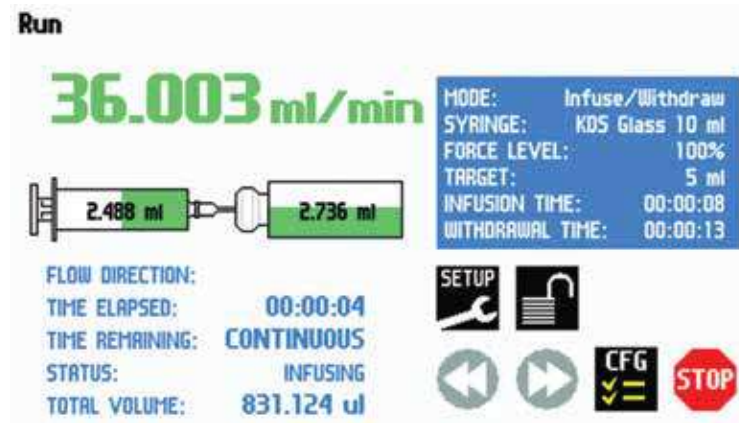 Run
36.003 ml/min
MODE: Infuse/Withdraw
SYRINGE: KDS Glass 10 ml
FORCE LEVEL: 100%
TARGET: 5 ml
INFUSION TIME: 00:00:08
WITHDRAWAL TIME: 00:00:13
2.488 ml
2.736 ml
FLOW DIRECTION:
TIME ELAPSED: 00:00:04
TIME REMAINING: CONTINUOUS
STATUS: INFUSING
TOTAL VOLUME: 831.124 ul
SETUP
CFG
STOP